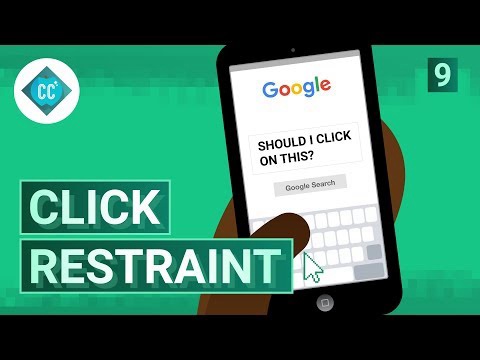 CC
9
Google
SHOULD I CLICK
ON THIS?
Google Search
CLICK
RESTRAINT